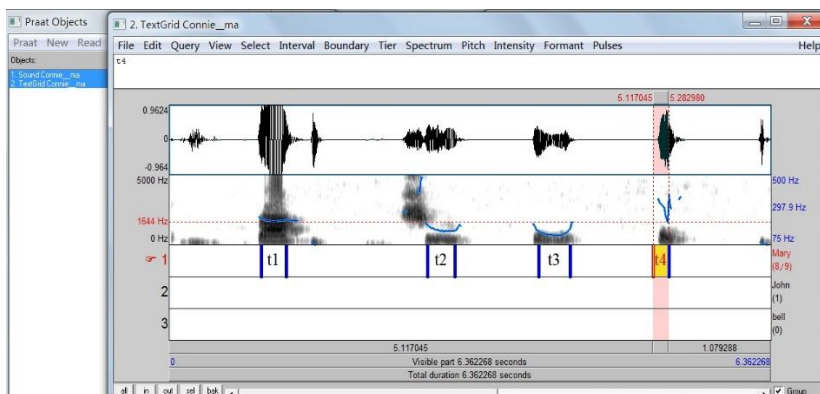 Praat Objects
Praat New Read
Objects:
1. Sound Connie__ma
2. TextGrid Connie__ma
2. TextGrid Connie__ma
File Edit Query View Select Interval Boundary Tier Spectrum Pitch Intensity Formant Pulses Help
t4
5.117045 5.282980
0.9624
0
-0.964
5000 Hz
1644 Hz
0 Hz
500 Hz
297.9 Hz
75 Hz
1 t1 t2 t3 t4 Mary
(8/9)
2 John
(1)
3 bell
(0)
5.117045 1.079288
0 Visible part 6.362268 seconds 6.362268
Total duration 6.362268 seconds
all in out sel bak Group